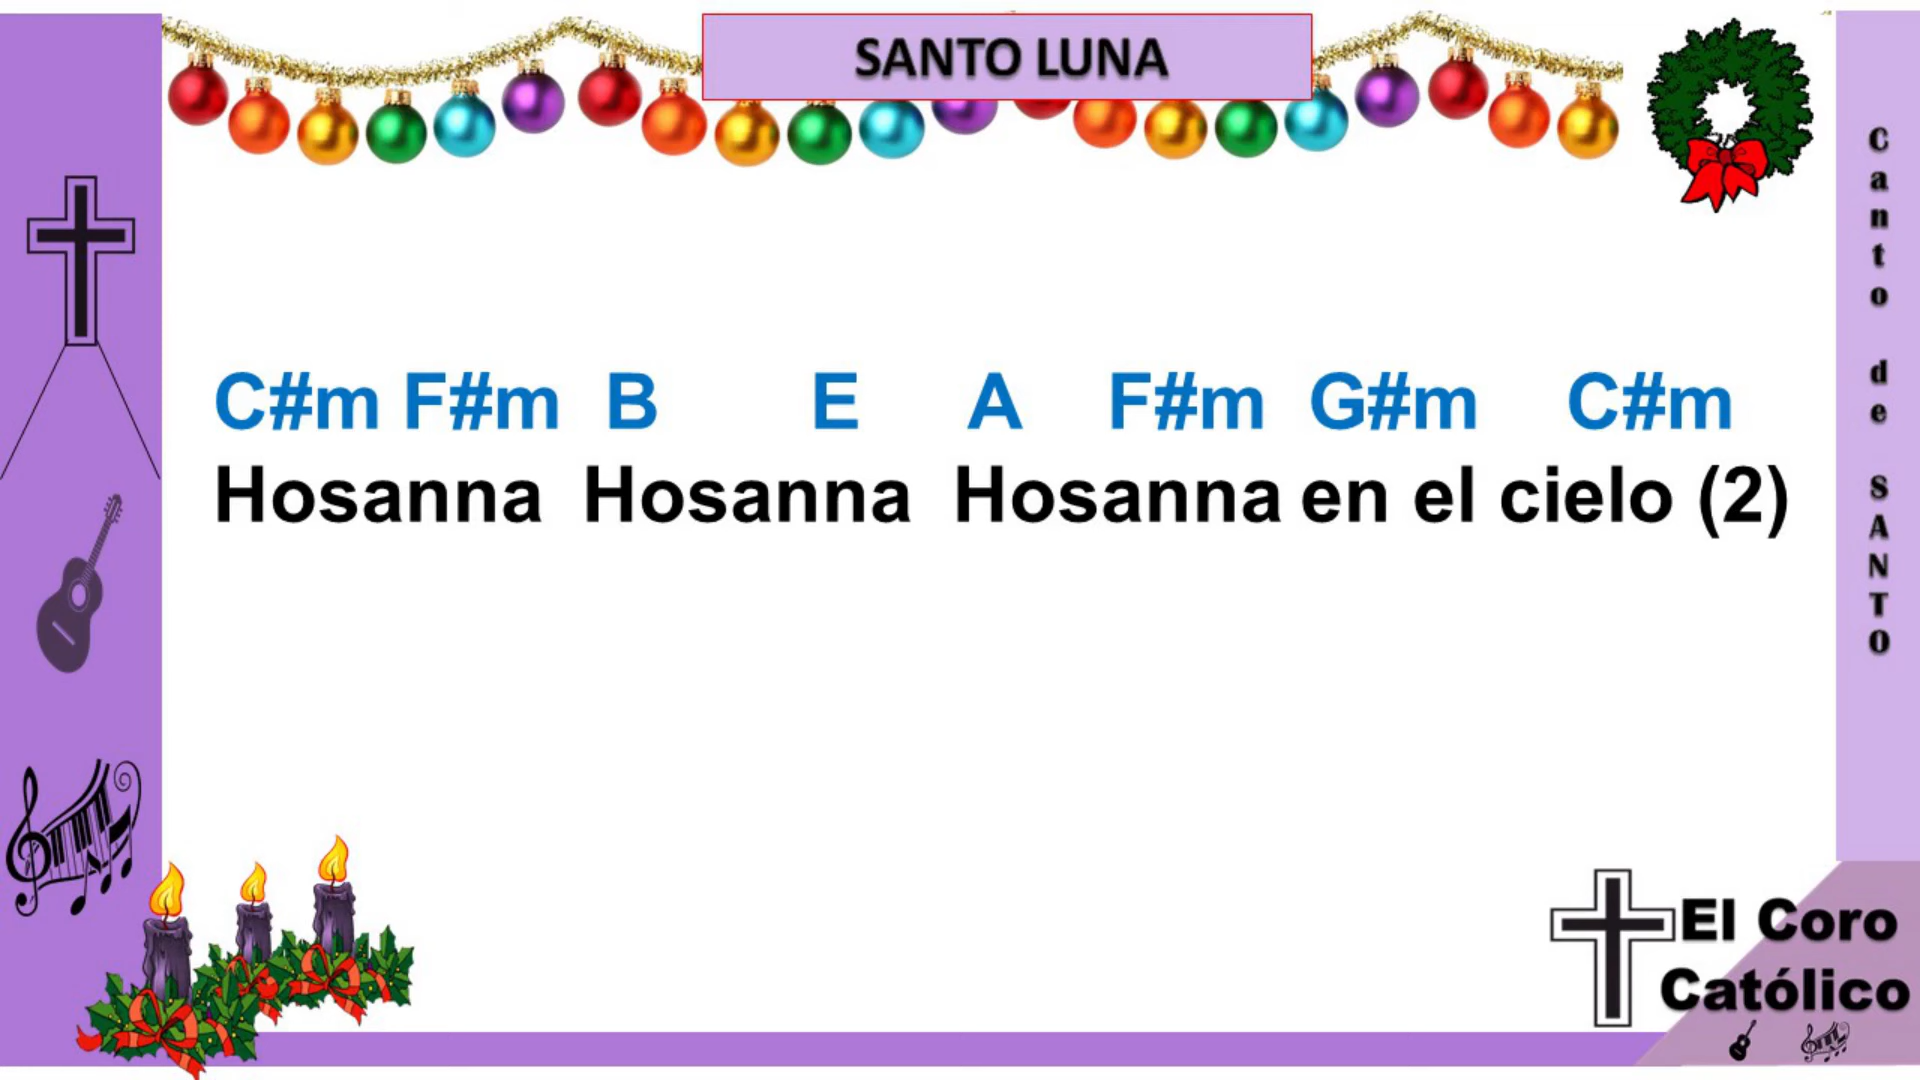 SANTO LUNA
C#m F#m B E A F#m G#m C#m
Hosanna Hosanna Hosanna en el cielo (2)
Canto de SANTO
El Coro
Católico